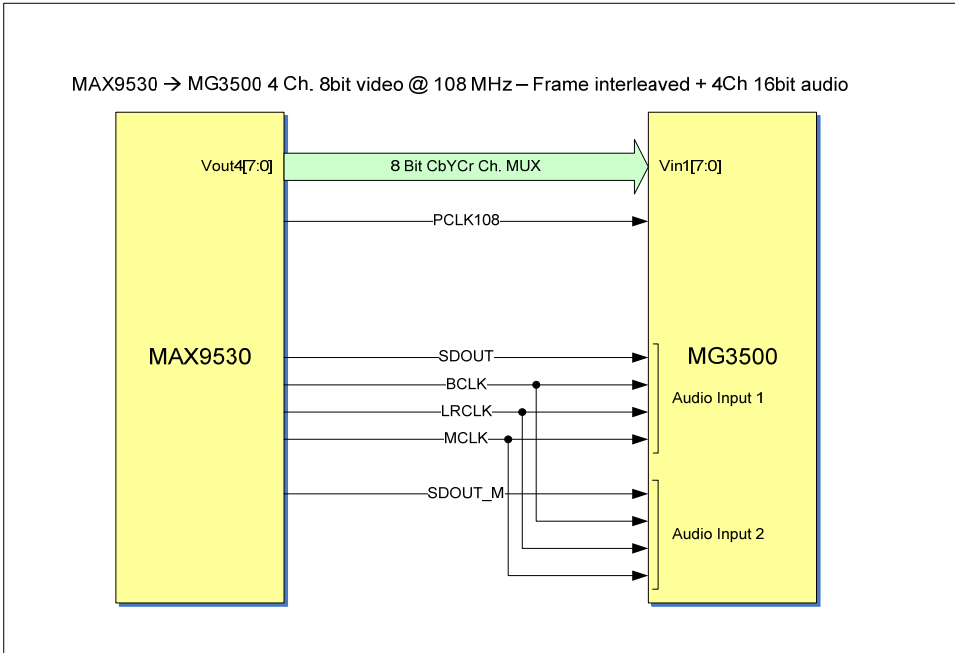 MAX9530 → MG3500 4 Ch. 8bit video @ 108 MHz – Frame interleaved + 4Ch 16bit audio
Vout4[7:0]
8 Bit CbYCr Ch. MUX
Vin1[7:0]
PCLK108
MAX9530
MG3500
SDOUT
BCLK
LRCLK
MCLK
Audio Input 1
SDOUT_M
Audio Input 2